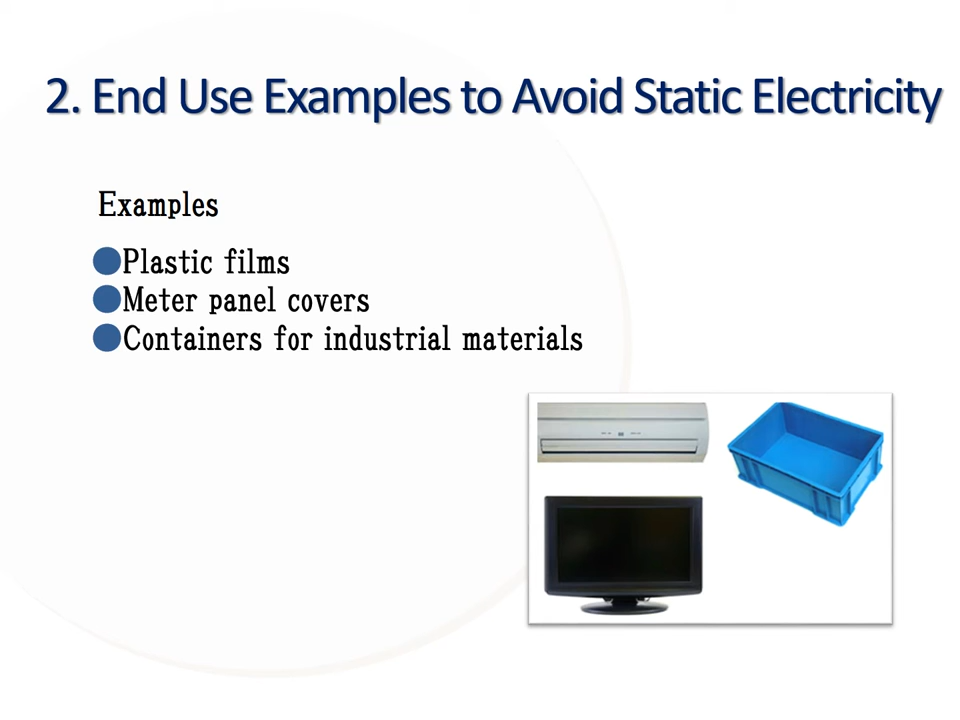 2. End Use Examples to Avoid Static Electricity
Examples
●Plastic films
●Meter panel covers
●Containers for industrial materials